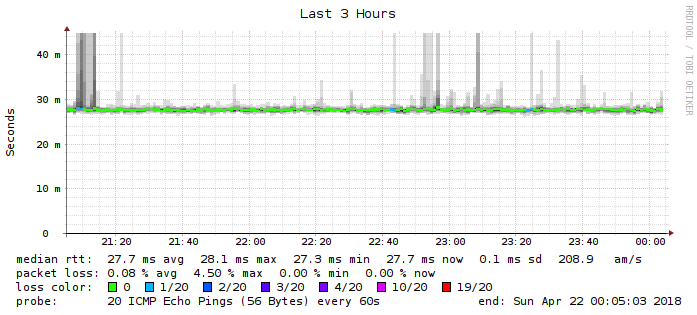 Last 3 Hours
RRDTOOL / TOBI OETIKER
Seconds
40 m
30 m
20 m
10 m
0
21:20 21:40 22:00 22:20 22:40 23:00 23:20 23:40 00:00
median rtt: 27.7 ms avg 28.1 ms max 27.3 ms min 27.7 ms now 0.1 ms sd 208.9 am/s
packet loss: 0.08 % avg 4.50 % max 0.00 % min 0.00 % now
loss color: 0 1/20 2/20 3/20 4/20 10/20 19/20
probe: 20 ICMP Echo Pings (56 Bytes) every 60s end: Sun Apr 22 00:05:03 2018